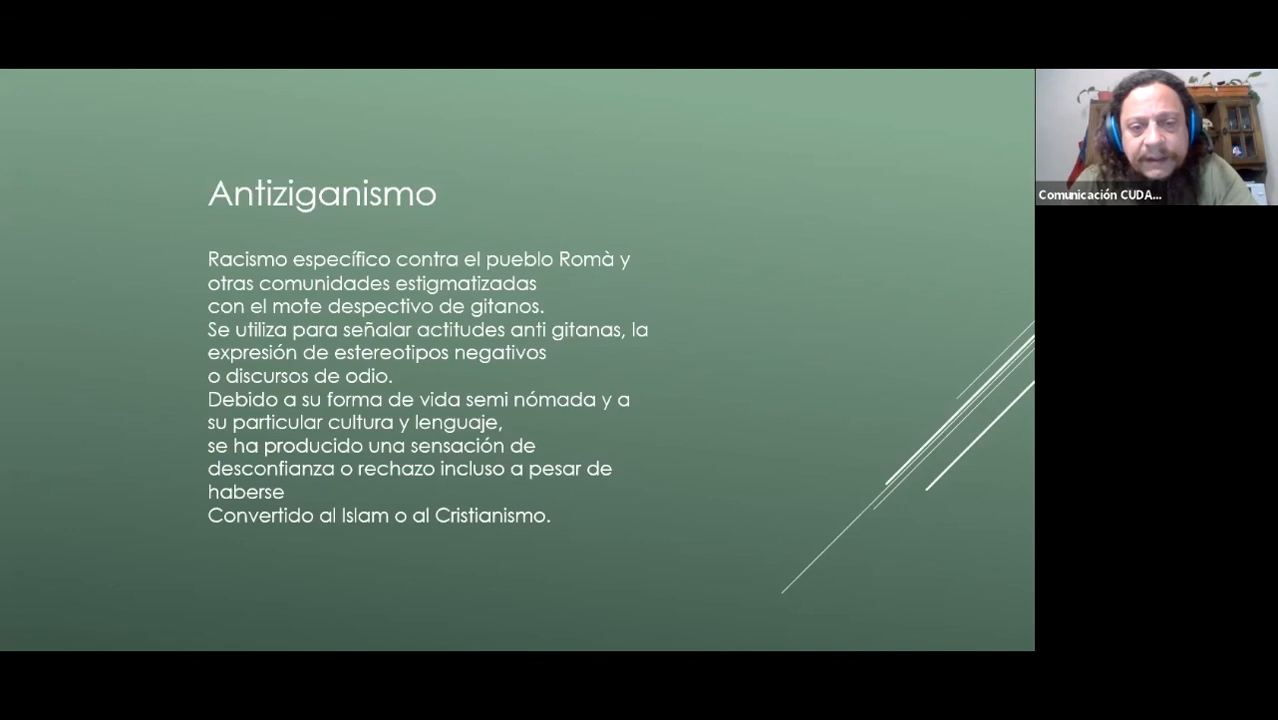 Antiziganismo
Racismo específico contra el pueblo Romà y
otras comunidades estigmatizadas
con el mote despectivo de gitanos.
Se utiliza para señalar actitudes anti gitanas, la
expresión de estereotipos negativos
o discursos de odio.
Debido a su forma de vida semi nómada y a
su particular cultura y lenguaje,
se ha producido una sensación de
desconfianza o rechazo incluso a pesar de
haberse
Convertido al Islam o al Cristianismo.
Comunicación CUDA...